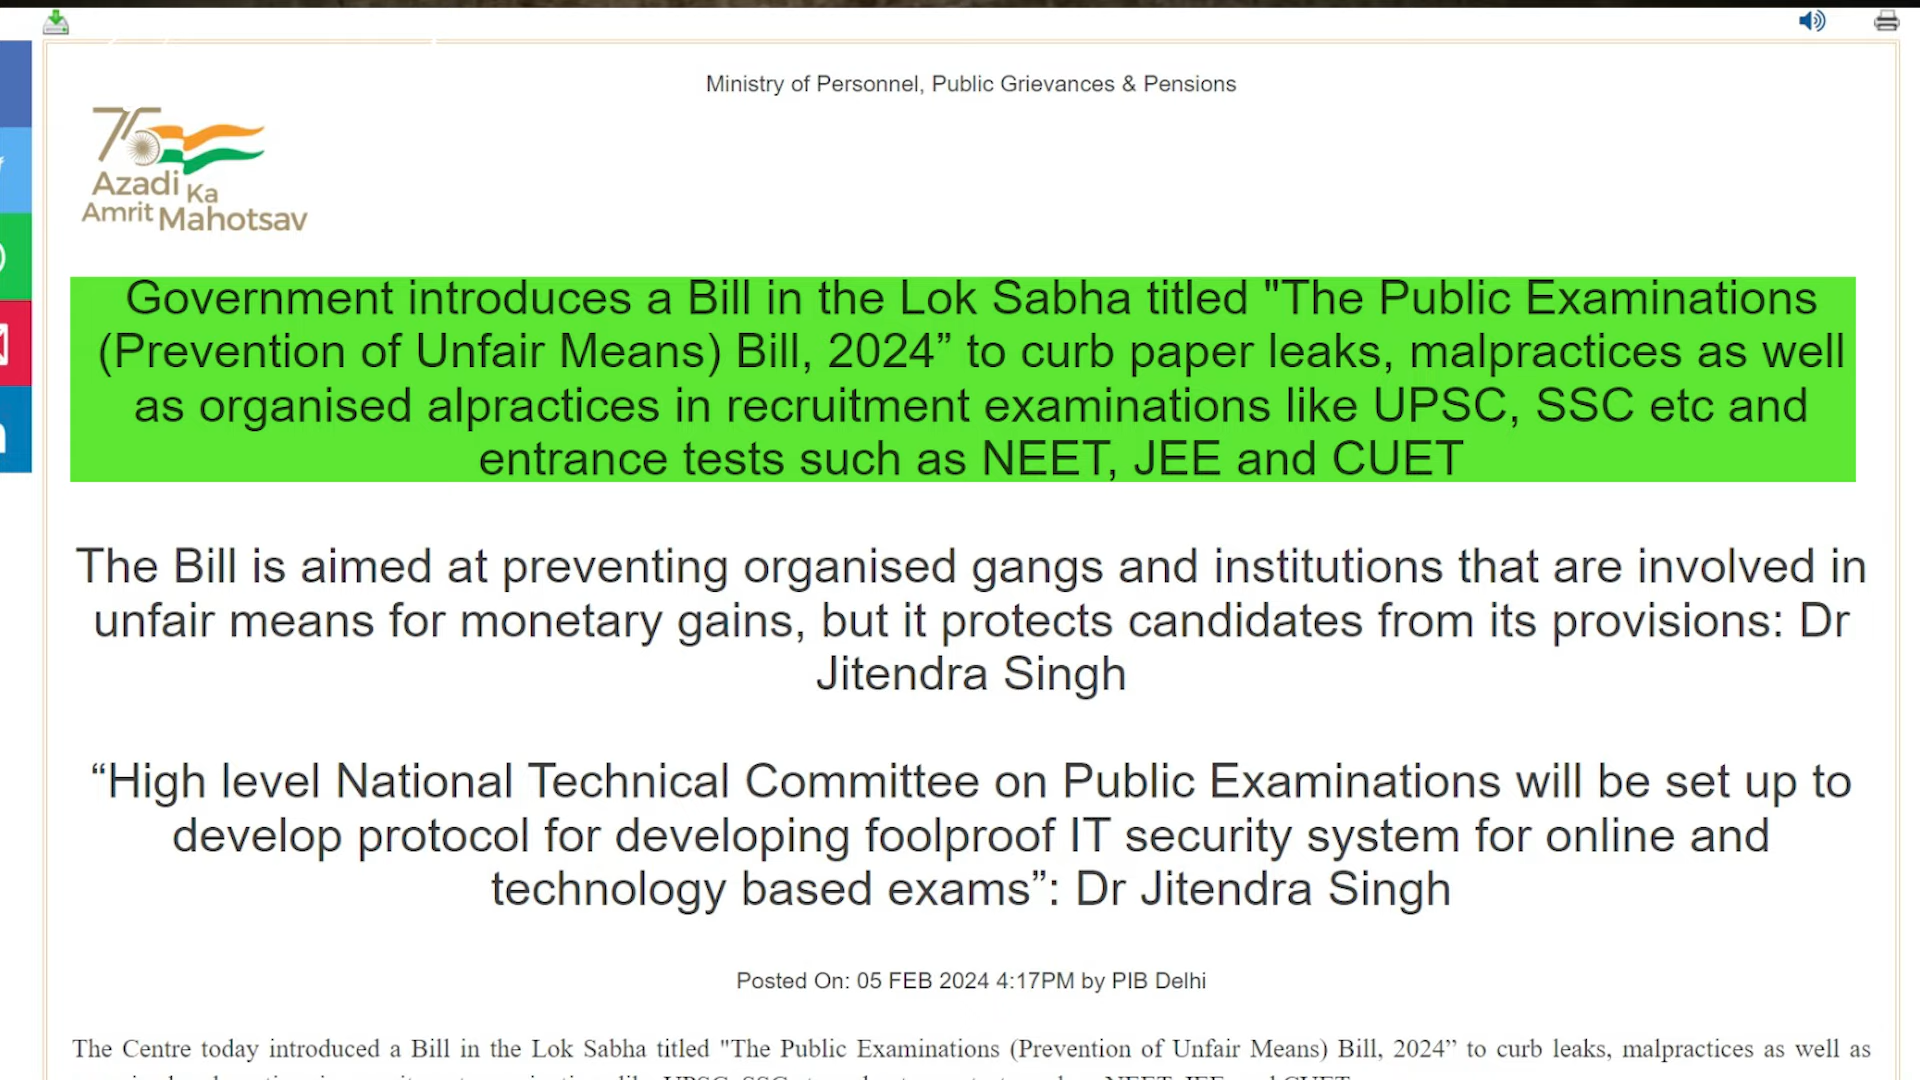 Ministry of Personnel, Public Grievances & Pensions
75
Azadi Ka
Amrit Mahotsav
Government introduces a Bill in the Lok Sabha titled "The Public Examinations
(Prevention of Unfair Means) Bill, 2024” to curb paper leaks, malpractices as well
as organised alpractices in recruitment examinations like UPSC, SSC etc and
entrance tests such as NEET, JEE and CUET
The Bill is aimed at preventing organised gangs and institutions that are involved in
unfair means for monetary gains, but it protects candidates from its provisions: Dr
Jitendra Singh
“High level National Technical Committee on Public Examinations will be set up to
develop protocol for developing foolproof IT security system for online and
technology based exams”: Dr Jitendra Singh
Posted On: 05 FEB 2024 4:17PM by PIB Delhi
The Centre today introduced a Bill in the Lok Sabha titled "The Public Examinations (Prevention of Unfair Means) Bill, 2024” to curb leaks, malpractices as well as